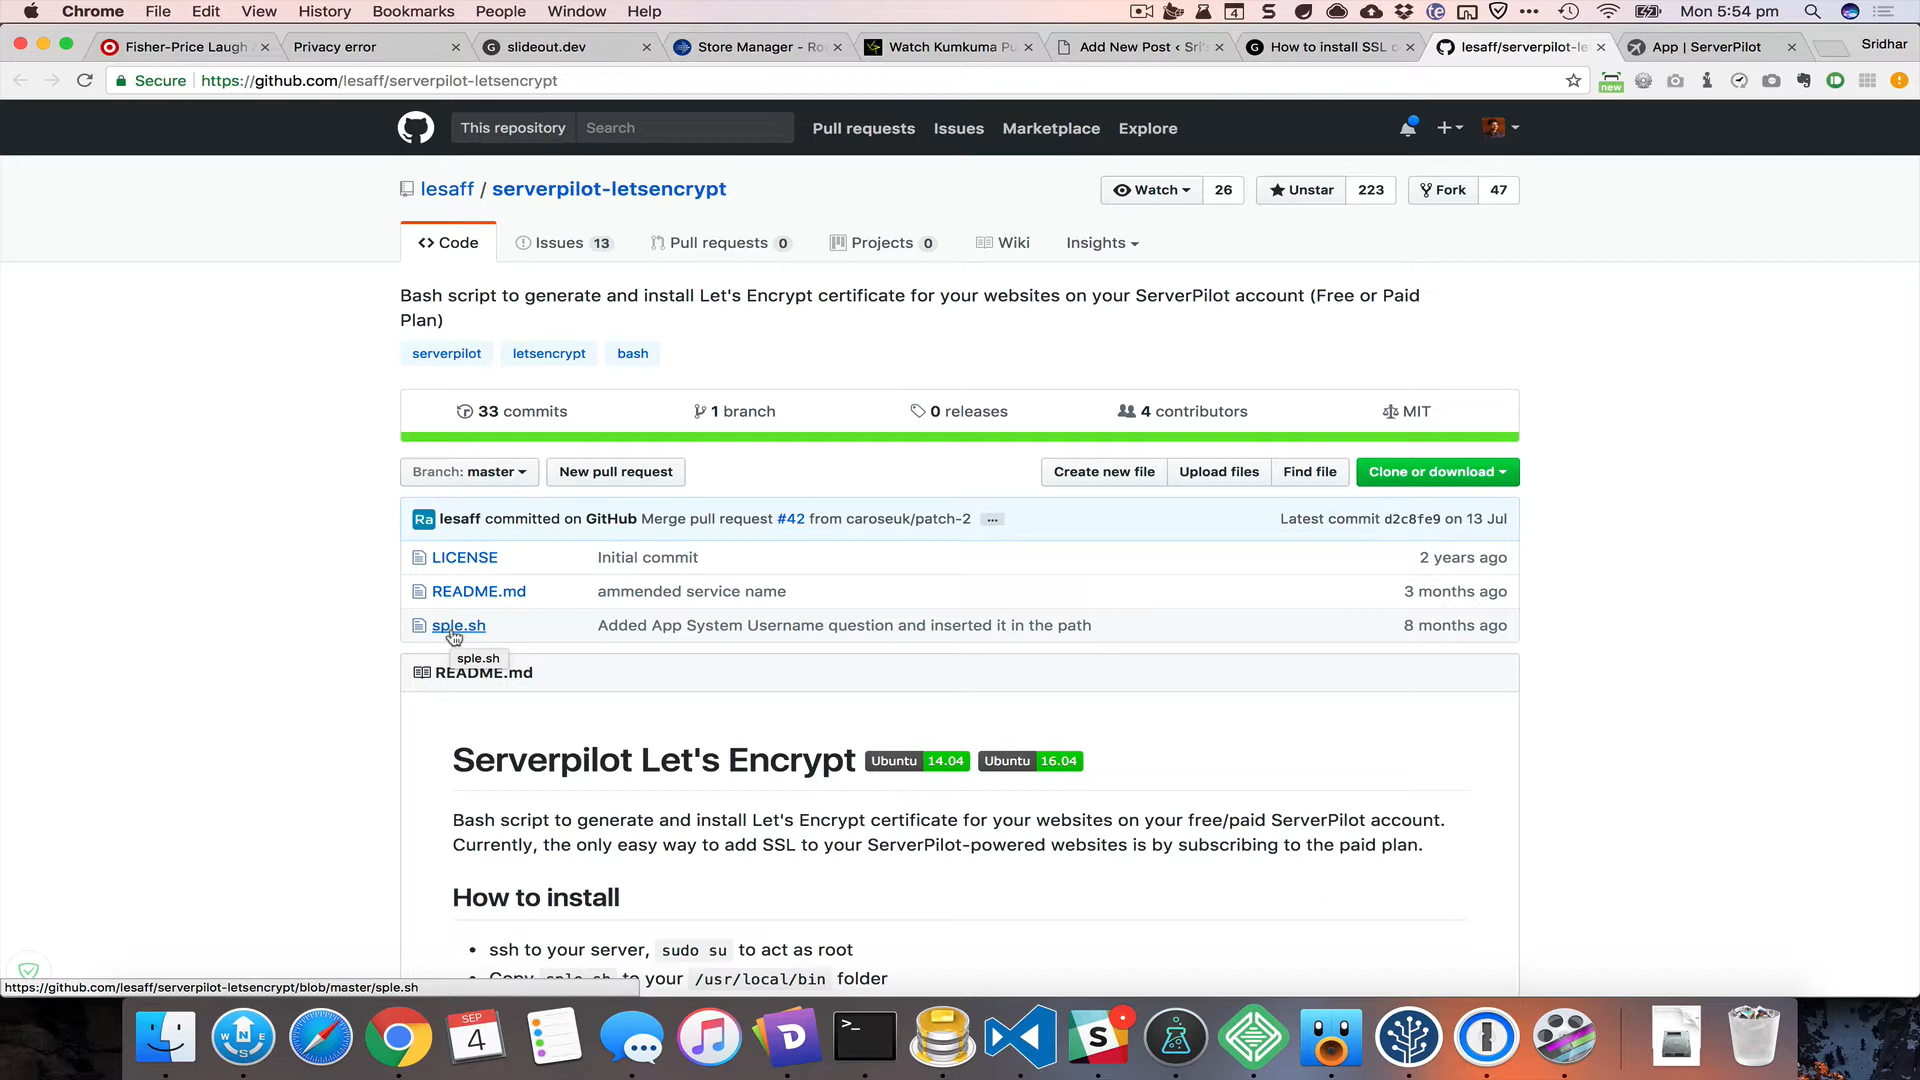 Chrome File Edit View History Bookmarks People Window Help Mon 5:54 pm
Fisher-Price Laugh Privacy error slideout.dev Store Manager - Ro Watch Kumkuma Pu Add New Post ‹ Sri's How to install SSL c lesaff/serverpilot-le App | ServerPilot Sridhar
Secure https://github.com/lesaff/serverpilot-letsencrypt new
This repository Search Pull requests Issues Marketplace Explore
lesaff / serverpilot-letsencrypt Watch 26 Unstar 223 Fork 47
<> Code Issues 13 Pull requests 0 Projects 0 Wiki Insights
Bash script to generate and install Let's Encrypt certificate for your websites on your ServerPilot account (Free or Paid
Plan)
serverpilot letsencrypt bash
33 commits 1 branch 0 releases 4 contributors MIT
Branch: master New pull request Create new file Upload files Find file Clone or download
Ra lesaff committed on GitHub Merge pull request #42 from caroseuk/patch-2 ... Latest commit d2c8fe9 on 13 Jul
LICENSE Initial commit 2 years ago
README.md ammended service name 3 months ago
sple.sh Added App System Username question and inserted it in the path 8 months ago
sple.sh
README.md
Serverpilot Let's Encrypt Ubuntu 14.04 Ubuntu 16.04
Bash script to generate and install Let's Encrypt certificate for your websites on your free/paid ServerPilot account.
Currently, the only easy way to add SSL to your ServerPilot-powered websites is by subscribing to the paid plan.
How to install
• ssh to your server, sudo su to act as root
• Copy sple.sh to your /usr/local/bin folder
https://github.com/lesaff/serverpilot-letsencrypt/blob/master/sple.sh
SEP
4